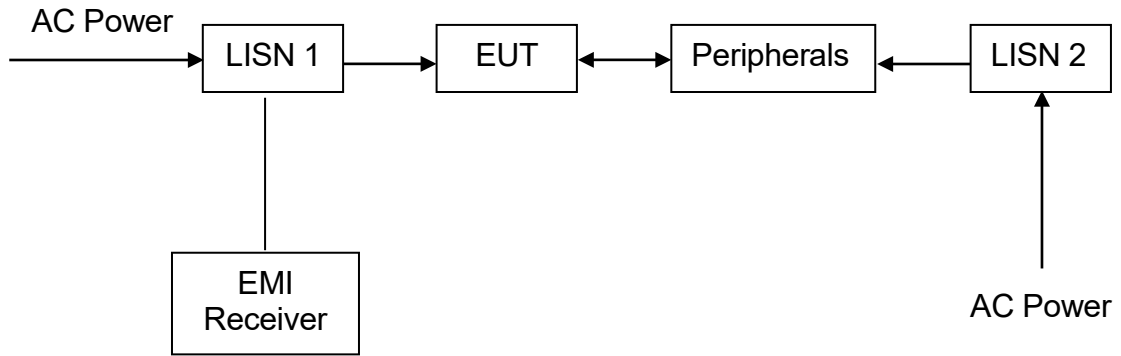 AC Power
LISN 1
EUT
Peripherals
LISN 2
EMI
Receiver
AC Power